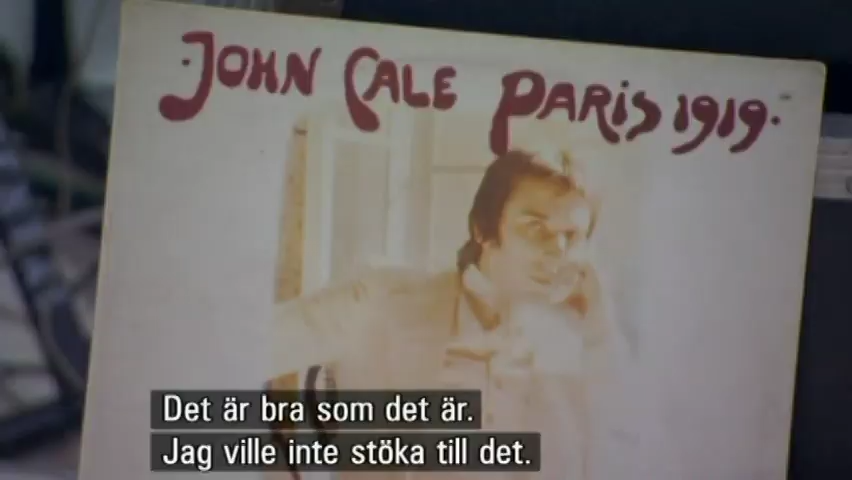 ·JOHN CALE PARIS 1919·
Det är bra som det är.
Jag ville inte stöka till det.